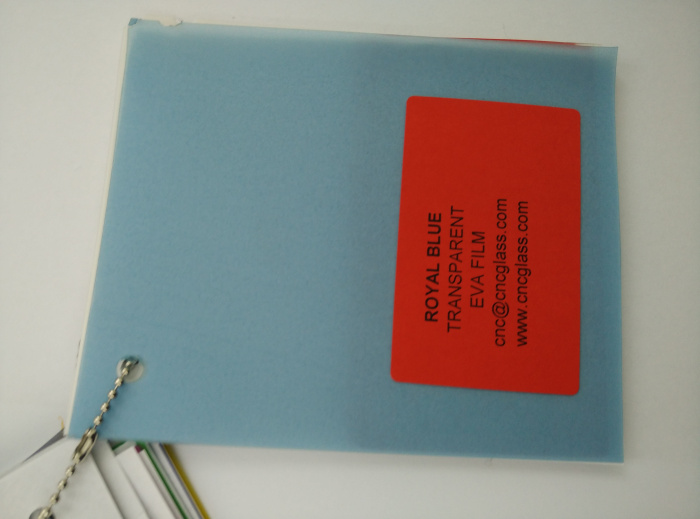 ROYAL BLUE
TRANSPARENT
EVA FILM
cnc@cncglass.com
www.cncglass.com